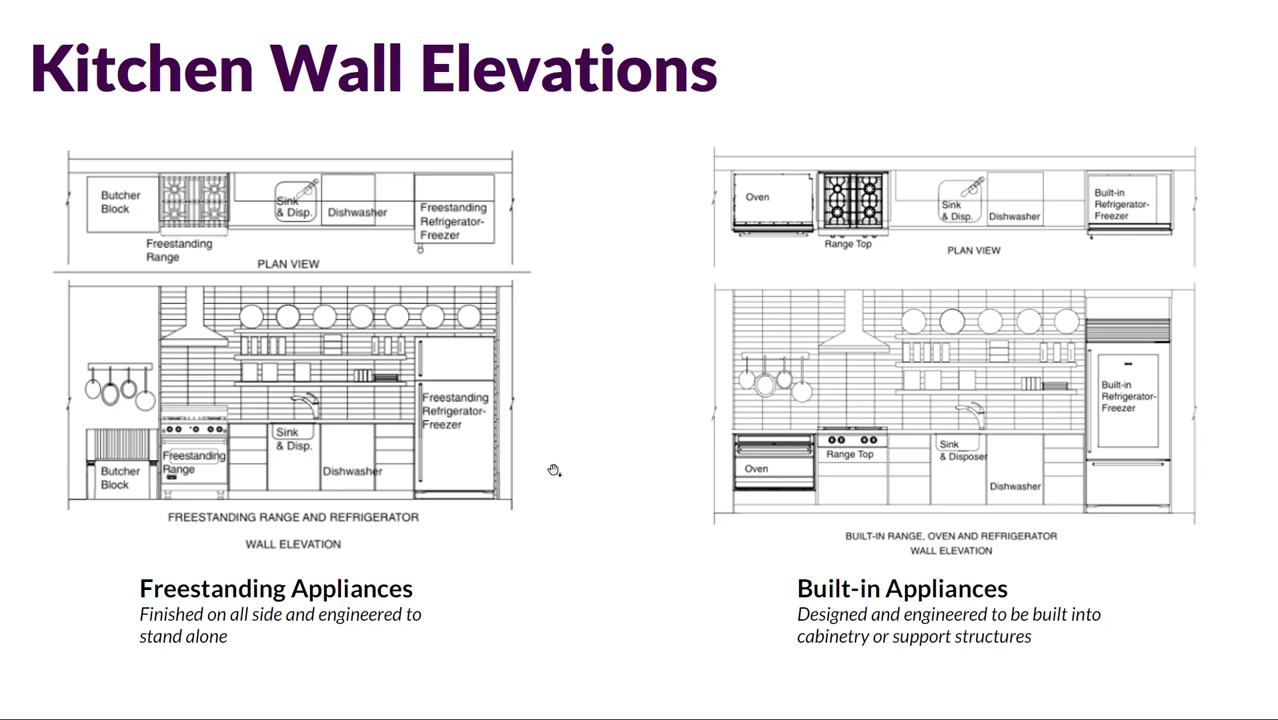 Kitchen Wall Elevations
Butcher
Block
Sink
& Disp.
Dishwasher
Freestanding
Refrigerator-
Freezer
Freestanding
Range
PLAN VIEW
Freestanding
Refrigerator-
Freezer
Sink
& Disp.
Freestanding
Range
Butcher
Block
Dishwasher
FREESTANDING RANGE AND REFRIGERATOR
WALL ELEVATION
Freestanding Appliances
Finished on all side and engineered to
stand alone
Oven
Sink
& Disp.
Dishwasher
Built-in
Refrigerator-
Freezer
Range Top
PLAN VIEW
Built-in
Refrigerator-
Freezer
Oven
Range Top
Sink
& Disposer
Dishwasher
BUILT-IN RANGE, OVEN AND REFRIGERATOR
WALL ELEVATION
Built-in Appliances
Designed and engineered to be built into
cabinetry or support structures